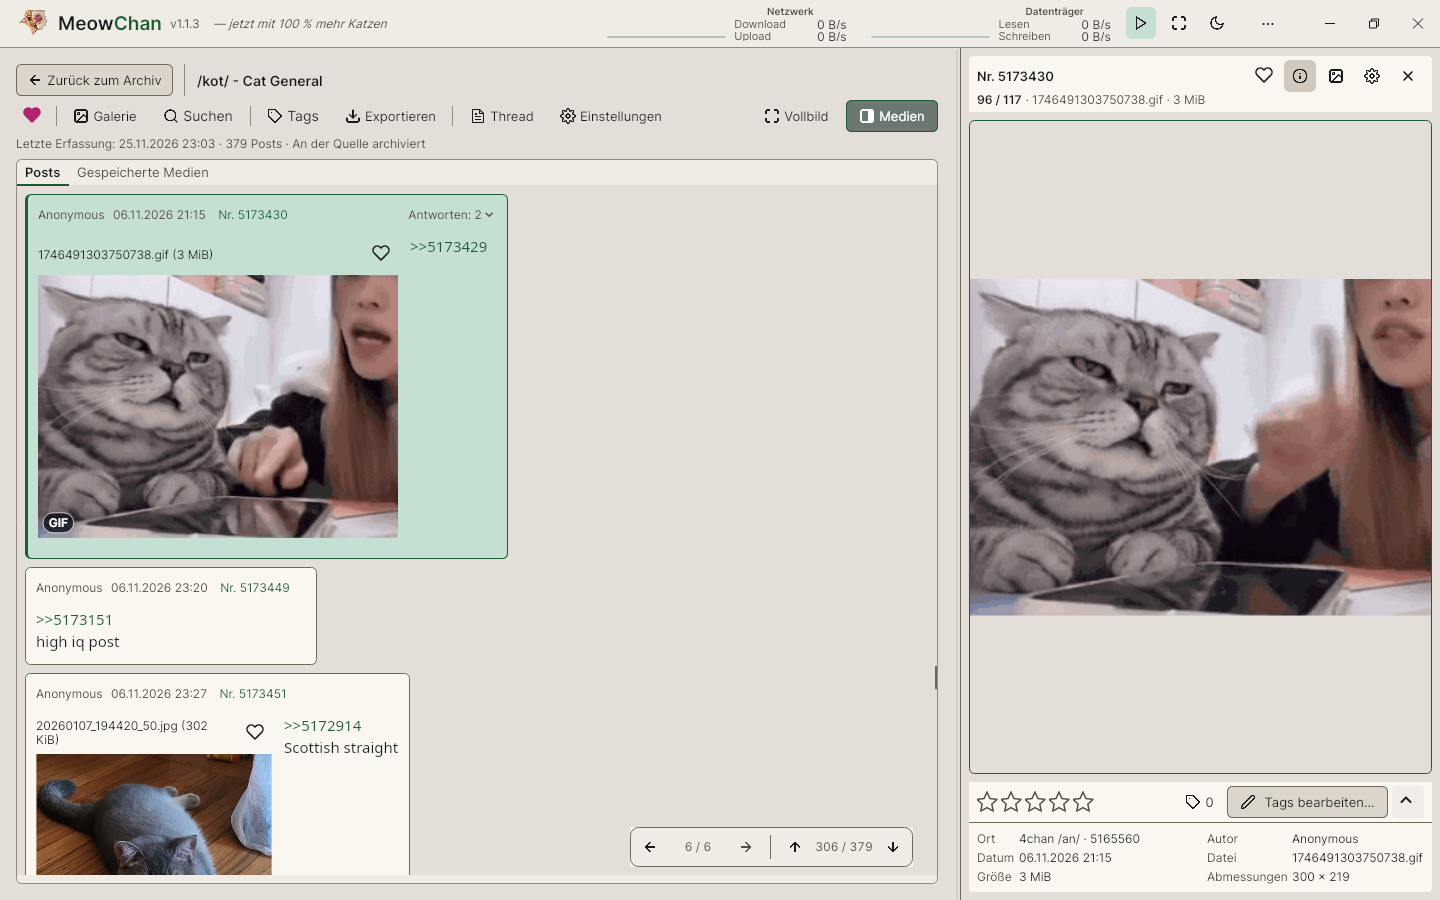 MeowChan v1.1.3 — jetzt mit 100 % mehr Katzen
Netzwerk
Download 0 B/s
Upload 0 B/s
Datenträger
Lesen 0 B/s
Schreiben 0 B/s
Zurück zum Archiv
/kot/ - Cat General
Galerie Suchen Tags Exportieren Thread Einstellungen Vollbild Medien
Letzte Erfassung: 25.11.2026 23:03 · 379 Posts · An der Quelle archiviert
Posts Gespeicherte Medien
Anonymous 06.11.2026 21:15 Nr. 5173430 Antworten: 2
1746491303750738.gif (3 MiB)
>>5173429
GIF
Anonymous 06.11.2026 23:20 Nr. 5173449
>>5173151
high iq post
Anonymous 06.11.2026 23:27 Nr. 5173451
20260107_194420_50.jpg (302
KiB)
>>5172914
Scottish straight
6 / 6 306 / 379
Nr. 5173430
96 / 117 · 1746491303750738.gif · 3 MiB
0 Tags bearbeiten...
Ort 4chan /an/ · 5165560 Autor Anonymous
Datum 06.11.2026 21:15 Datei 1746491303750738.gif
Größe 3 MiB Abmessungen 300 × 219